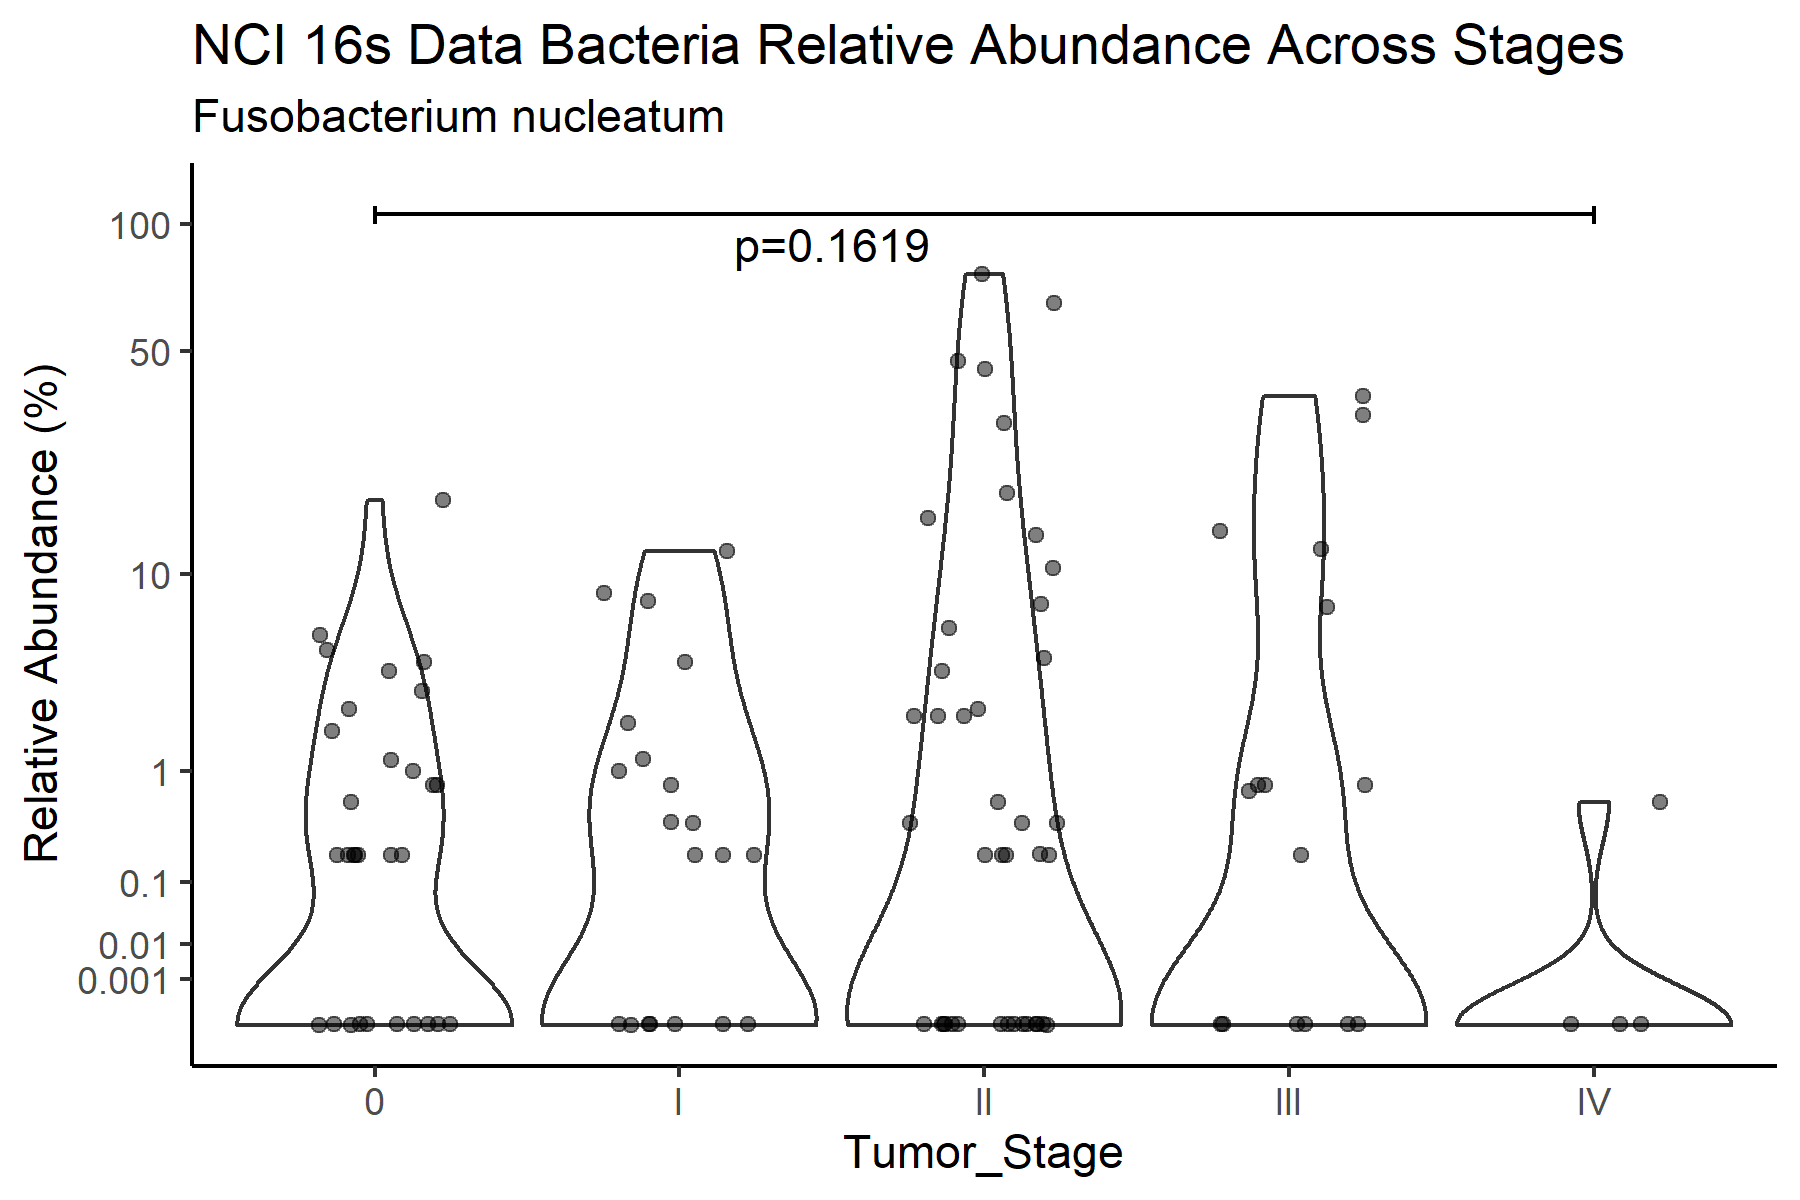 NCI 16s Data Bacteria Relative Abundance Across Stages
Fusobacterium nucleatum
p=0.1619
Relative Abundance (%)
100
50
10
1
0.1
0.01
0.001
0 I II III IV
Tumor_Stage